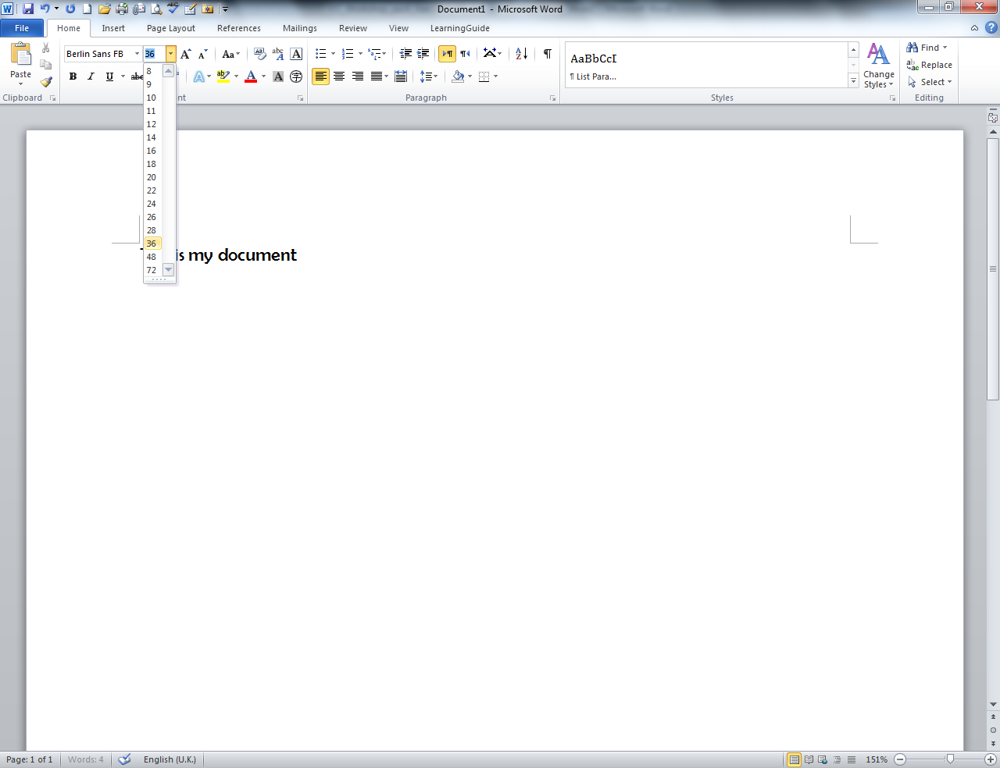 Document1 - Microsoft Word
File Home Insert Page Layout References Mailings Review View LearningGuide
Paste
Clipboard
Berlin Sans FB 36
Aa
B I U abc
Paragraph
AaBbCcI
¶ List Para...
Styles
Change
Styles
Find
Replace
Select
Editing
8
9
10
11
12
14
16
18
20
22
24
26
28
36
48
72
is my document
Page: 1 of 1 Words: 4 English (U.K.) 151%